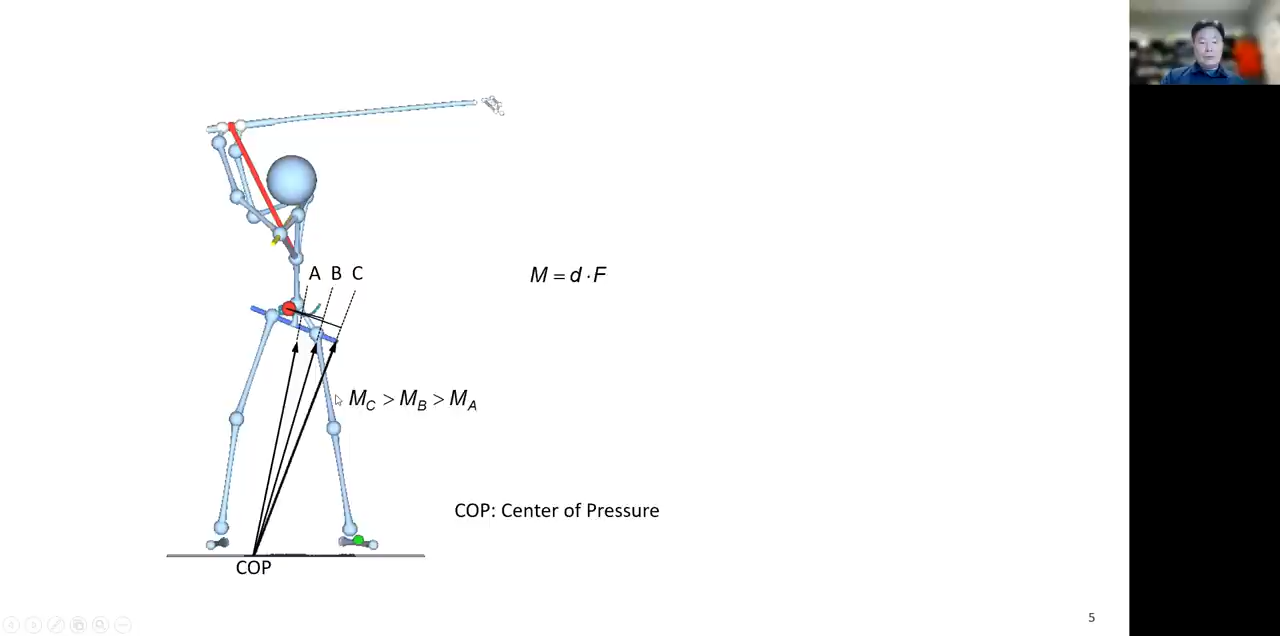 A B C
M = d · F
M_C > M_B > M_A
COP: Center of Pressure
COP
5